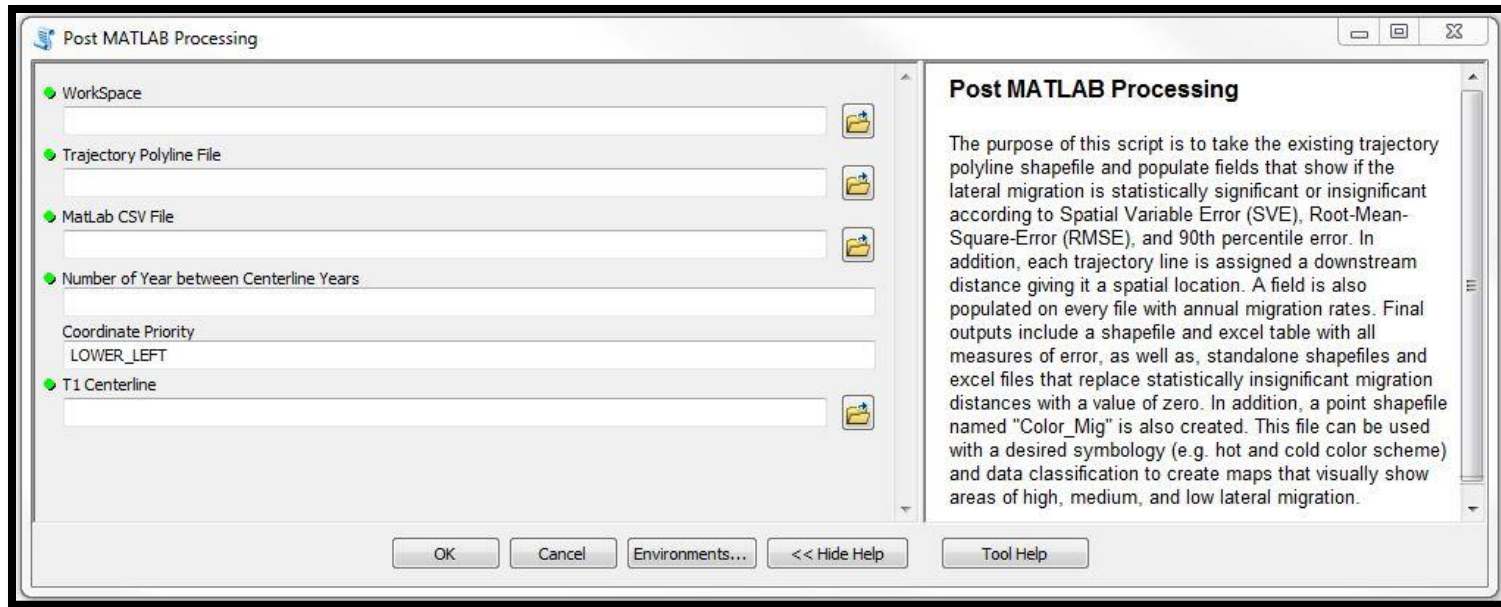 Post MATLAB Processing
WorkSpace
Trajectory Polyline File
MatLab CSV File
Number of Year between Centerline Years
Coordinate Priority
LOWER_LEFT
T1 Centerline
Post MATLAB Processing
The purpose of this script is to take the existing trajectory
polyline shapefile and populate fields that show if the
lateral migration is statistically significant or insignificant
according to Spatial Variable Error (SVE), Root-Mean-
Square-Error (RMSE), and 90th percentile error. In
addition, each trajectory line is assigned a downstream
distance giving it a spatial location. A field is also
populated on every file with annual migration rates. Final
outputs include a shapefile and excel table with all
measures of error, as well as, standalone shapefiles and
excel files that replace statistically insignificant migration
distances with a value of zero. In addition, a point shapefile
named "Color_Mig" is also created. This file can be used
with a desired symbology (e.g. hot and cold color scheme)
and data classification to create maps that visually show
areas of high, medium, and low lateral migration.
OK
Cancel
Environments...
<< Hide Help
Tool Help